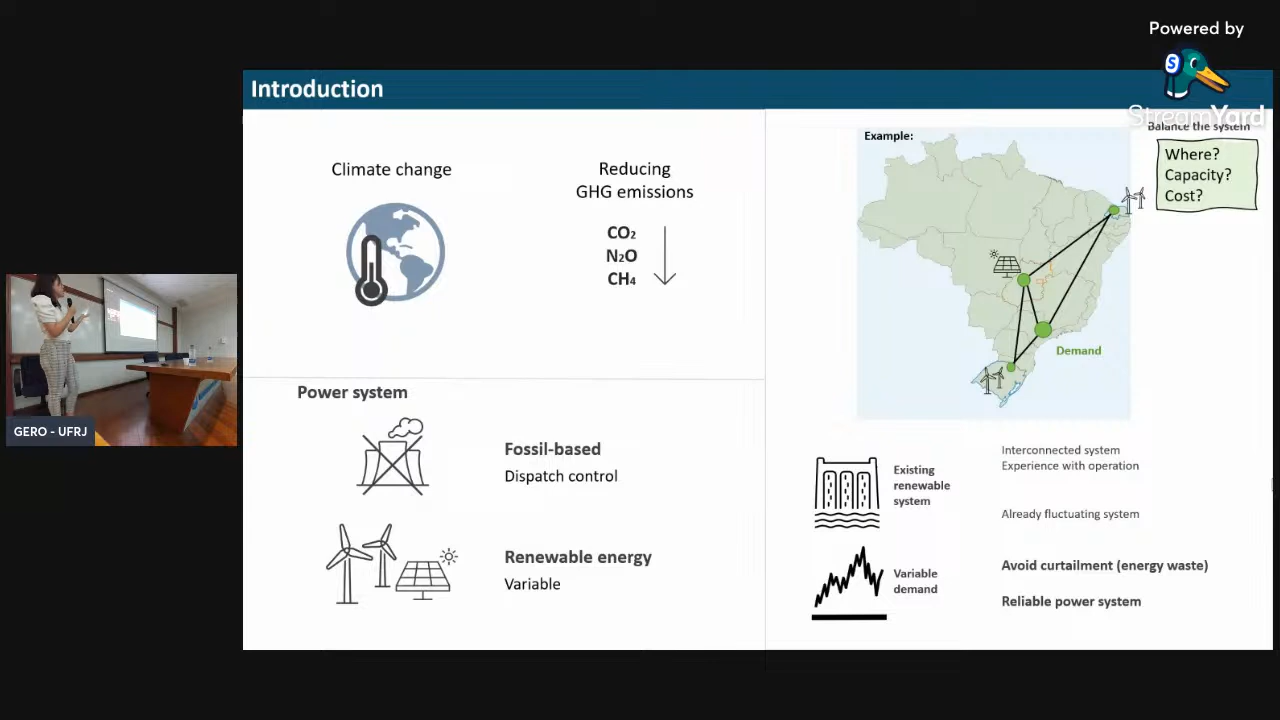 Powered by
StreamYard
Introduction
Climate change
Reducing
GHG emissions
CO₂
N₂O
CH₄
Power system
Fossil-based
Dispatch control
Renewable energy
Variable
Example:
Balance the system
Where?
Capacity?
Cost?
Demand
Existing
renewable
system
Interconnected system
Experience with operation
Already fluctuating system
Variable
demand
Avoid curtailment (energy waste)
Reliable power system
GERO - UFRJ